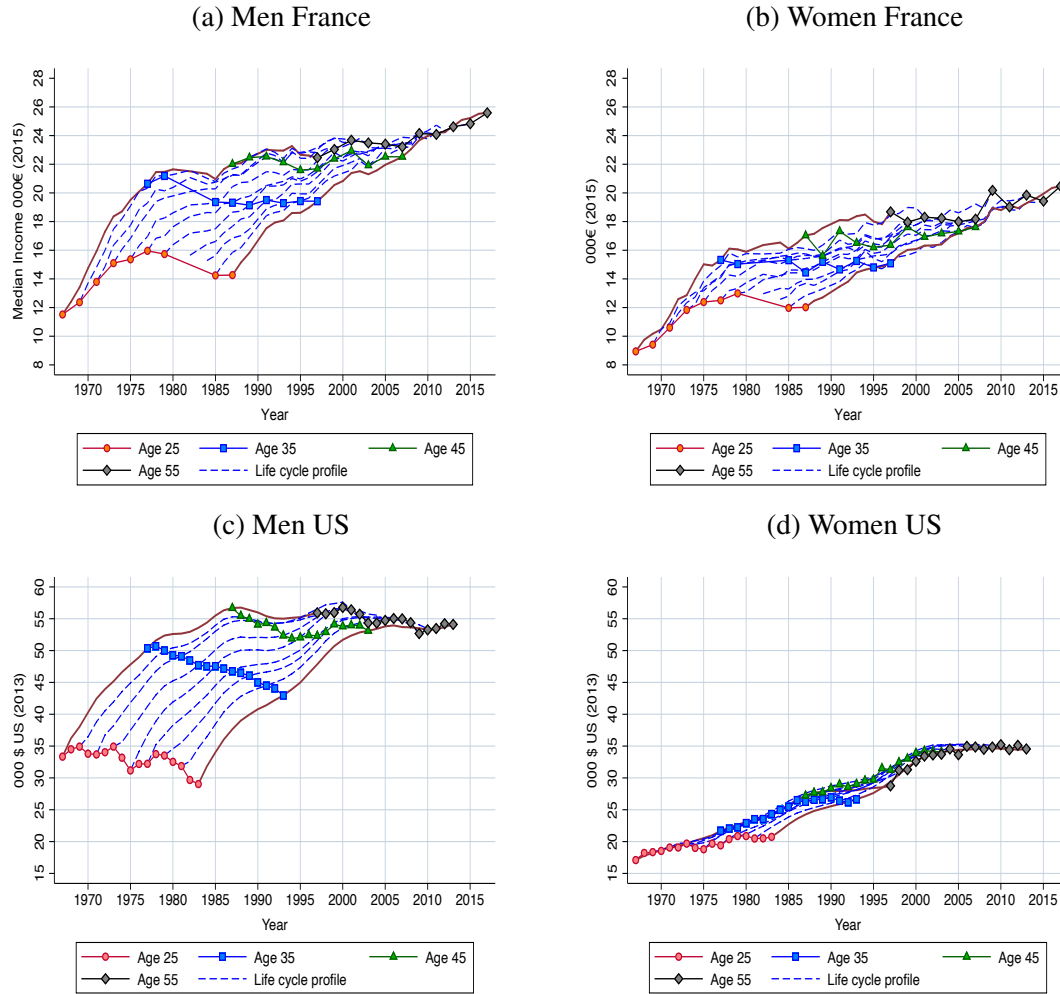 (a) Men France
(b) Women France
Median Income 000€ (2015)
28
26
24
22
20
18
16
14
12
10
8
1970 1975 1980 1985 1990 1995 2000 2005 2010 2015
Year
Age 25 Age 35 Age 45
Age 55 Life cycle profile
000€ (2015)
28
26
24
22
20
18
16
14
12
10
8
1970 1975 1980 1985 1990 1995 2000 2005 2010 2015
Year
Age 25 Age 35 Age 45
Age 55 Life cycle profile
(c) Men US
(d) Women US
000 $ US (2013)
60
55
50
45
40
35
30
25
20
15
1970 1975 1980 1985 1990 1995 2000 2005 2010 2015
Year
Age 25 Age 35 Age 45
Age 55 Life cycle profile
000 $ US (2013)
60
55
50
45
40
35
30
25
20
15
1970 1975 1980 1985 1990 1995 2000 2005 2010 2015
Year
Age 25 Age 35 Age 45
Age 55 Life cycle profile